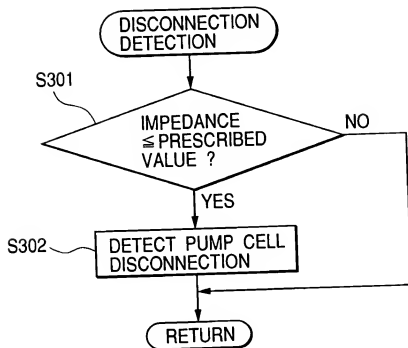 DISCONNECTION
DETECTION
S301
IMPEDANCE
≦PRESCRIBED
VALUE ?
NO
YES
S302
DETECT PUMP CELL
DISCONNECTION
RETURN